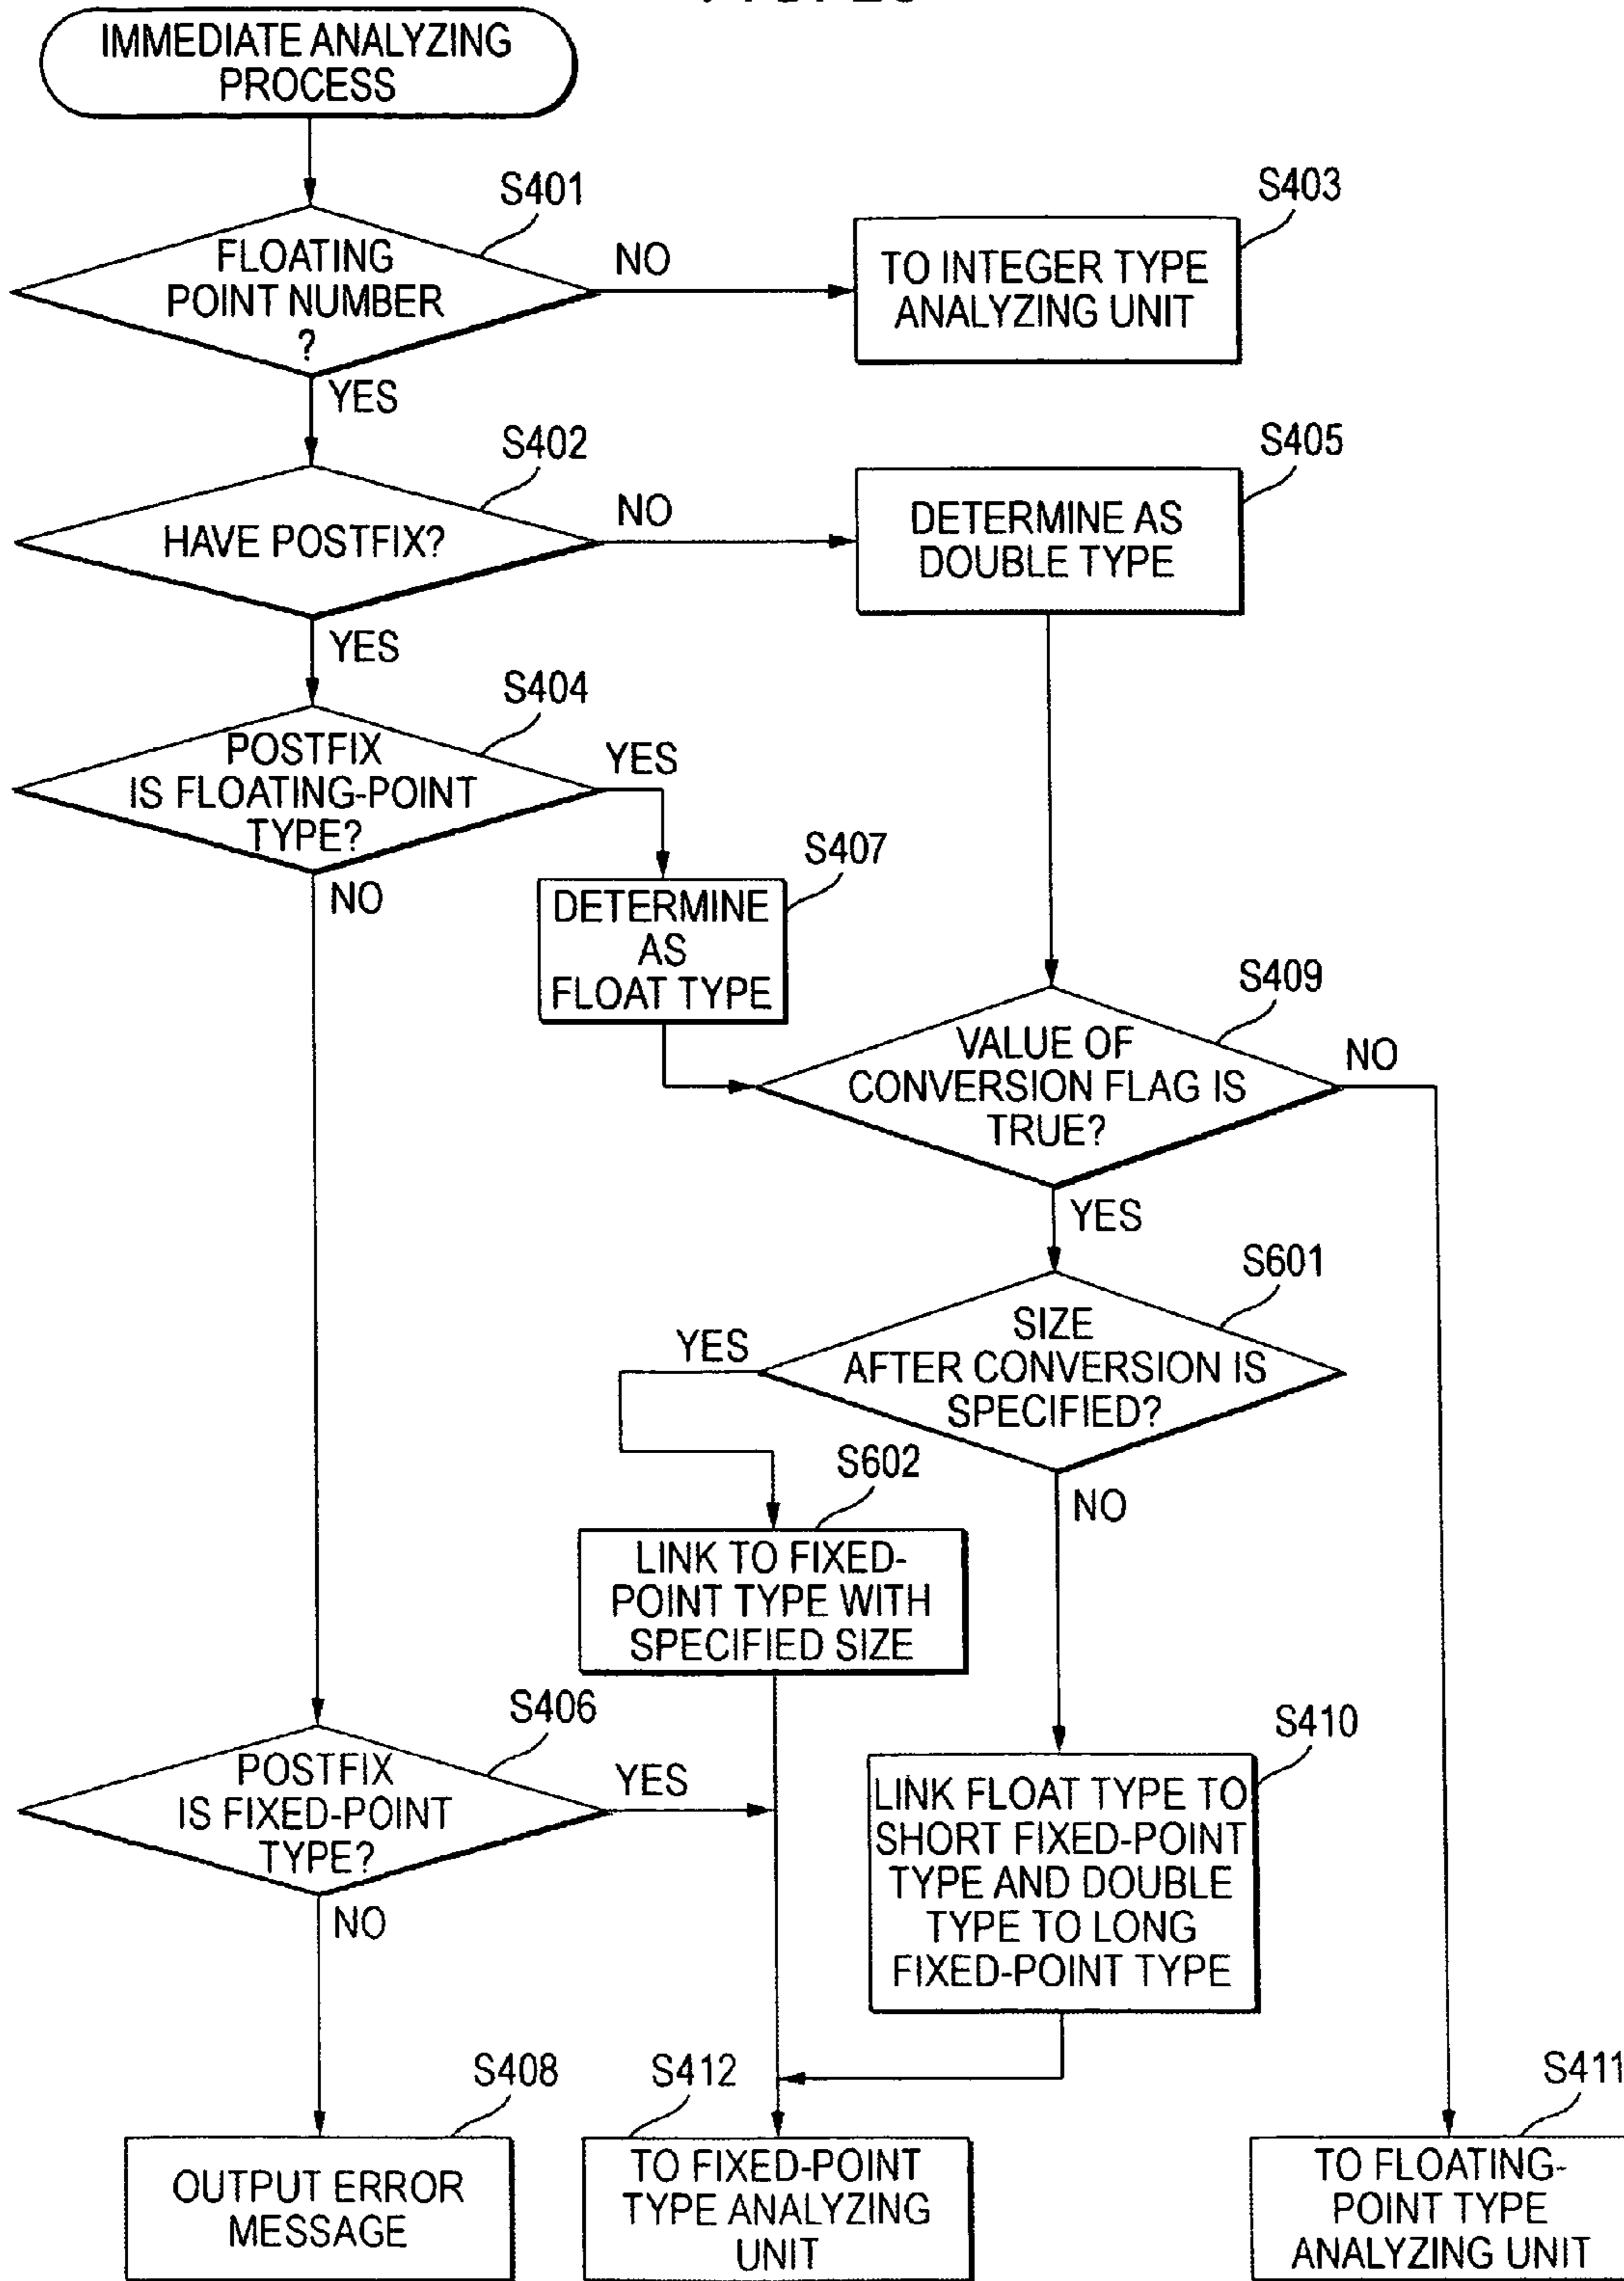 IMMEDIATE ANALYZING
PROCESS
S401
FLOATING
POINT NUMBER
?
NO
S403
TO INTEGER TYPE
ANALYZING UNIT
YES
S402
HAVE POSTFIX?
NO
S405
DETERMINE AS
DOUBLE TYPE
YES
S404
POSTFIX
IS FLOATING-POINT
TYPE?
YES
NO
S407
DETERMINE
AS
FLOAT TYPE
S409
VALUE OF
CONVERSION FLAG IS
TRUE?
NO
YES
S601
SIZE
AFTER CONVERSION IS
SPECIFIED?
YES
NO
S602
LINK TO FIXED-
POINT TYPE WITH
SPECIFIED SIZE
S406
POSTFIX
IS FIXED-POINT
TYPE?
YES
NO
S410
LINK FLOAT TYPE TO
SHORT FIXED-POINT
TYPE AND DOUBLE
TYPE TO LONG
FIXED-POINT TYPE
S408
OUTPUT ERROR
MESSAGE
S412
TO FIXED-POINT
TYPE ANALYZING
UNIT
S411
TO FLOATING-
POINT TYPE
ANALYZING UNIT